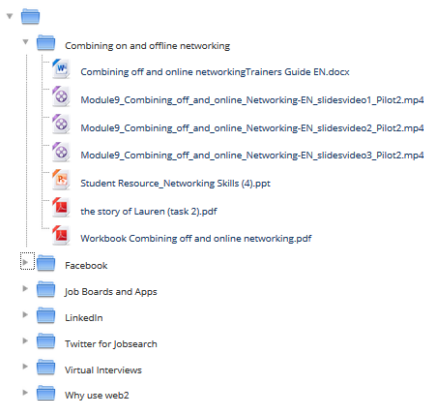 Combining on and offline networking
Combining off and online networkingTrainers Guide EN.docx
Module9_Combining_off_and_online_Networking-EN_slidesvideo1_Pilot2.mp4
Module9_Combining_off_and_online_Networking-EN_slidesvideo2_Pilot2.mp4
Module9_Combining_off_and_online_Networking-EN_slidesvideo3_Pilot2.mp4
Student Resource_Networking Skills (4).ppt
the story of Lauren (task 2).pdf
Workbook Combining off and online networking.pdf
Facebook
Job Boards and Apps
LinkedIn
Twitter for Jobsearch
Virtual Interviews
Why use web2